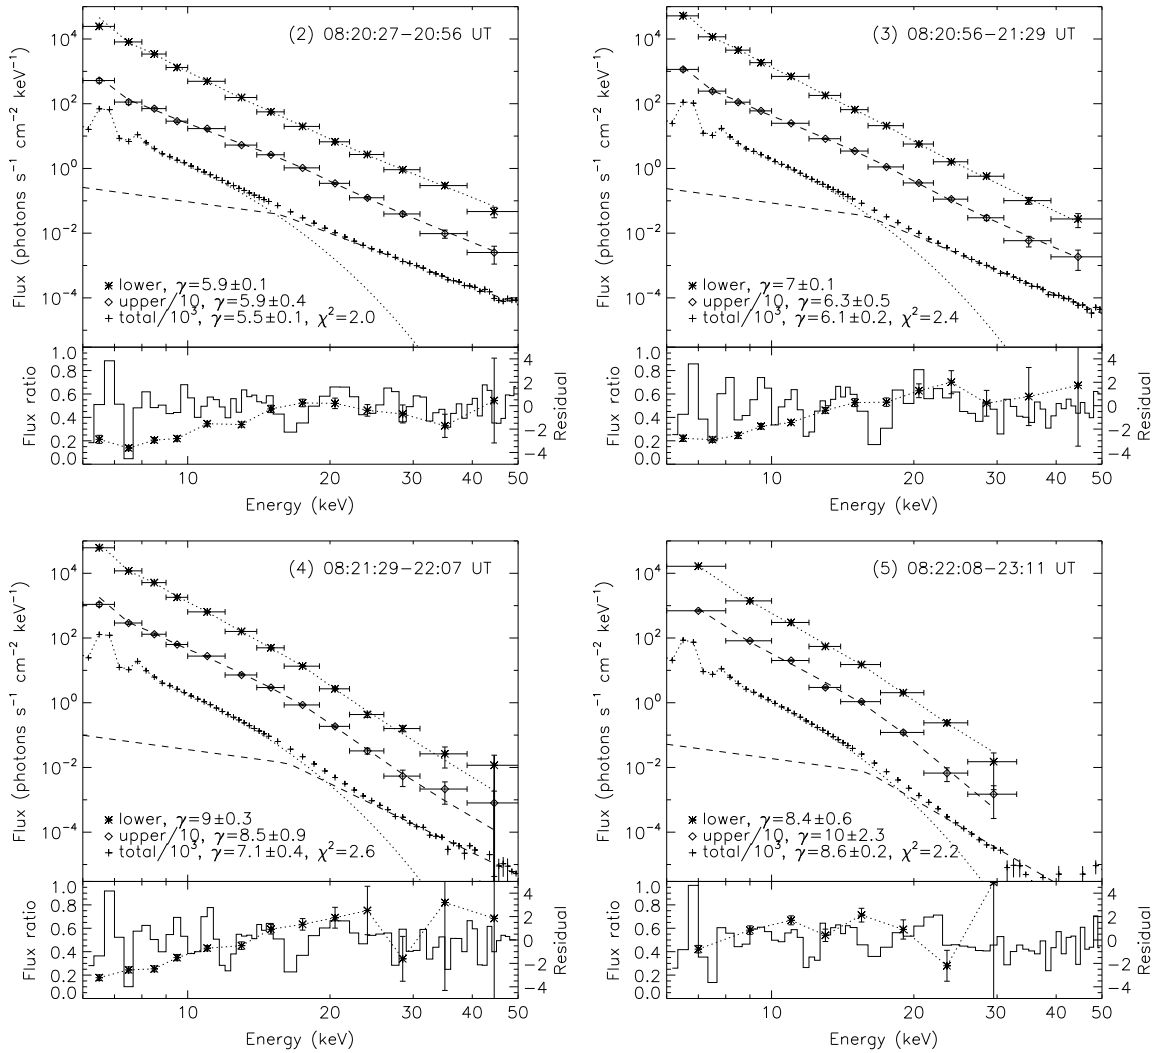 (2) 08:20:27−20:56 UT
Flux (photons s⁻¹ cm⁻² keV⁻¹)
10⁴
10²
10⁰
10⁻²
10⁻⁴
lower, γ=5.9±0.1
upper/10, γ=5.9±0.4
total/10³, γ=5.5±0.1, χ²=2.0
Flux ratio
1.0
0.8
0.6
0.4
0.2
0.0
4
2
0
−2
−4
Residual
10 20 30 40 50
Energy (keV)
(3) 08:20:56−21:29 UT
Flux (photons s⁻¹ cm⁻² keV⁻¹)
10⁴
10²
10⁰
10⁻²
10⁻⁴
lower, γ=7±0.1
upper/10, γ=6.3±0.5
total/10³, γ=6.1±0.2, χ²=2.4
Flux ratio
1.0
0.8
0.6
0.4
0.2
0.0
4
2
0
−2
−4
Residual
10 20 30 40 50
Energy (keV)
(4) 08:21:29−22:07 UT
Flux (photons s⁻¹ cm⁻² keV⁻¹)
10⁴
10²
10⁰
10⁻²
10⁻⁴
lower, γ=9±0.3
upper/10, γ=8.5±0.9
total/10³, γ=7.1±0.4, χ²=2.6
Flux ratio
1.0
0.8
0.6
0.4
0.2
0.0
4
2
0
−2
−4
Residual
10 20 30 40 50
Energy (keV)
(5) 08:22:08−23:11 UT
Flux (photons s⁻¹ cm⁻² keV⁻¹)
10⁴
10²
10⁰
10⁻²
10⁻⁴
lower, γ=8.4±0.6
upper/10, γ=10±2.3
total/10³, γ=8.6±0.2, χ²=2.2
Flux ratio
1.0
0.8
0.6
0.4
0.2
0.0
4
2
0
−2
−4
Residual
10 20 30 40 50
Energy (keV)